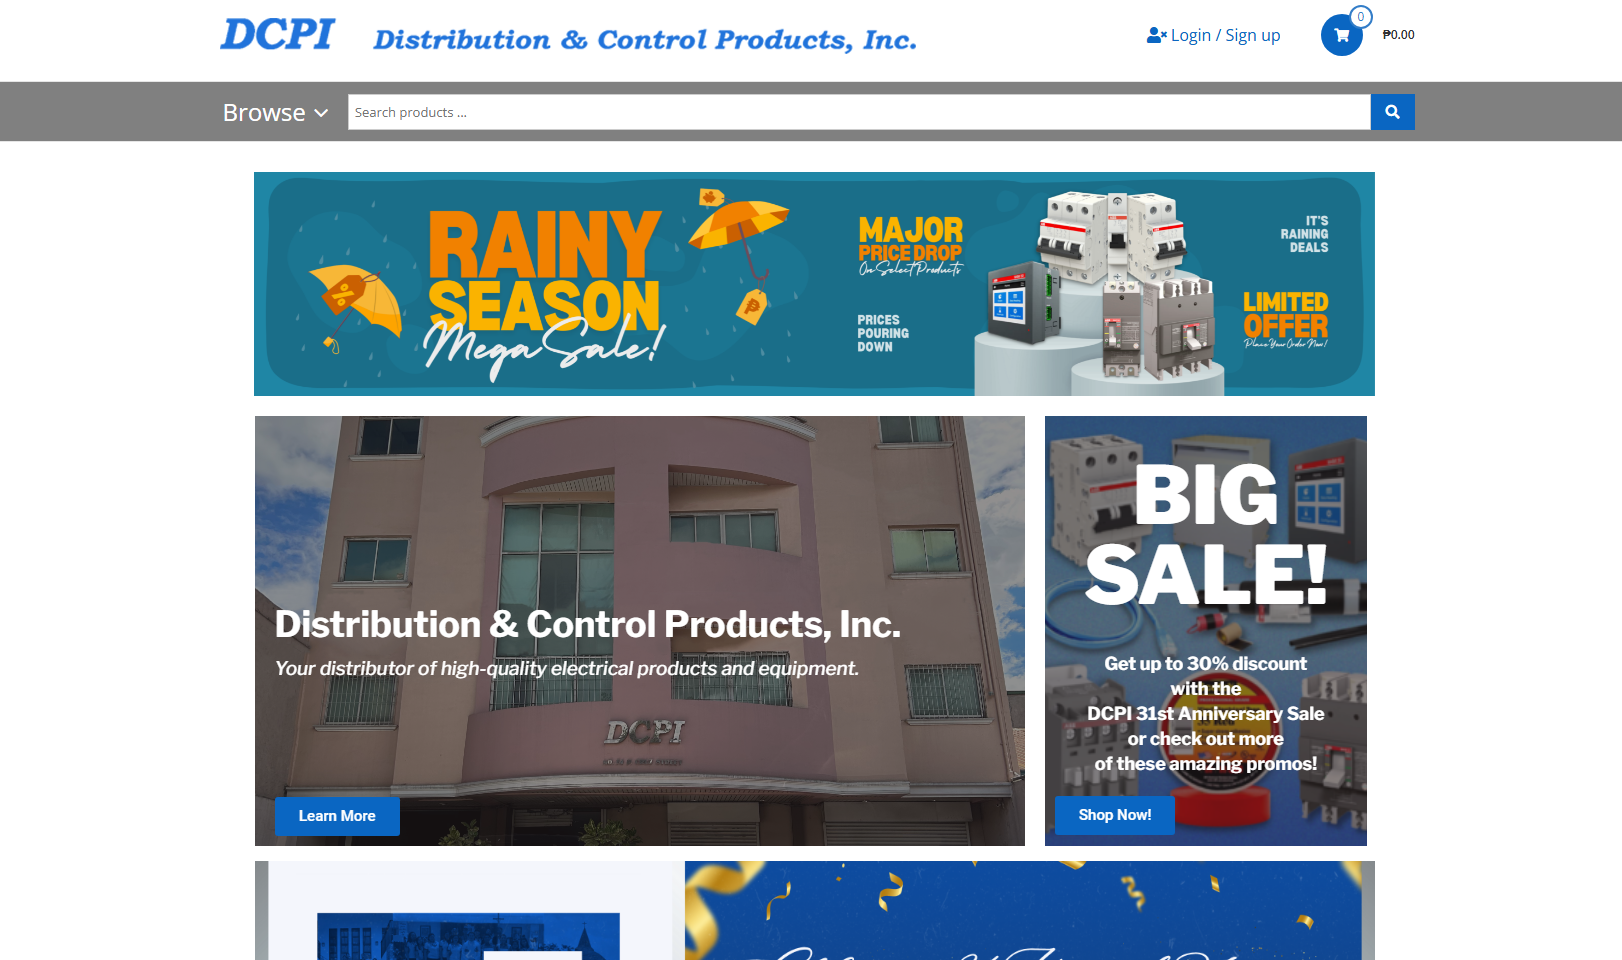 DCPI
Distribution & Control Products, Inc.
Login / Sign up
0
₱0.00
Browse
Search products ...
RAINY
SEASON
Mega Sale!
MAJOR
PRICE DROP
On Select Products
PRICES
POURING
DOWN
IT'S
RAINING
DEALS
LIMITED
OFFER
Place Your Order Now!
Distribution & Control Products, Inc.
Your distributor of high-quality electrical products and equipment.
DCPI
Learn More
BIG
SALE!
Get up to 30% discount
with the
DCPI 31st Anniversary Sale
or check out more
of these amazing promos!
Shop Now!